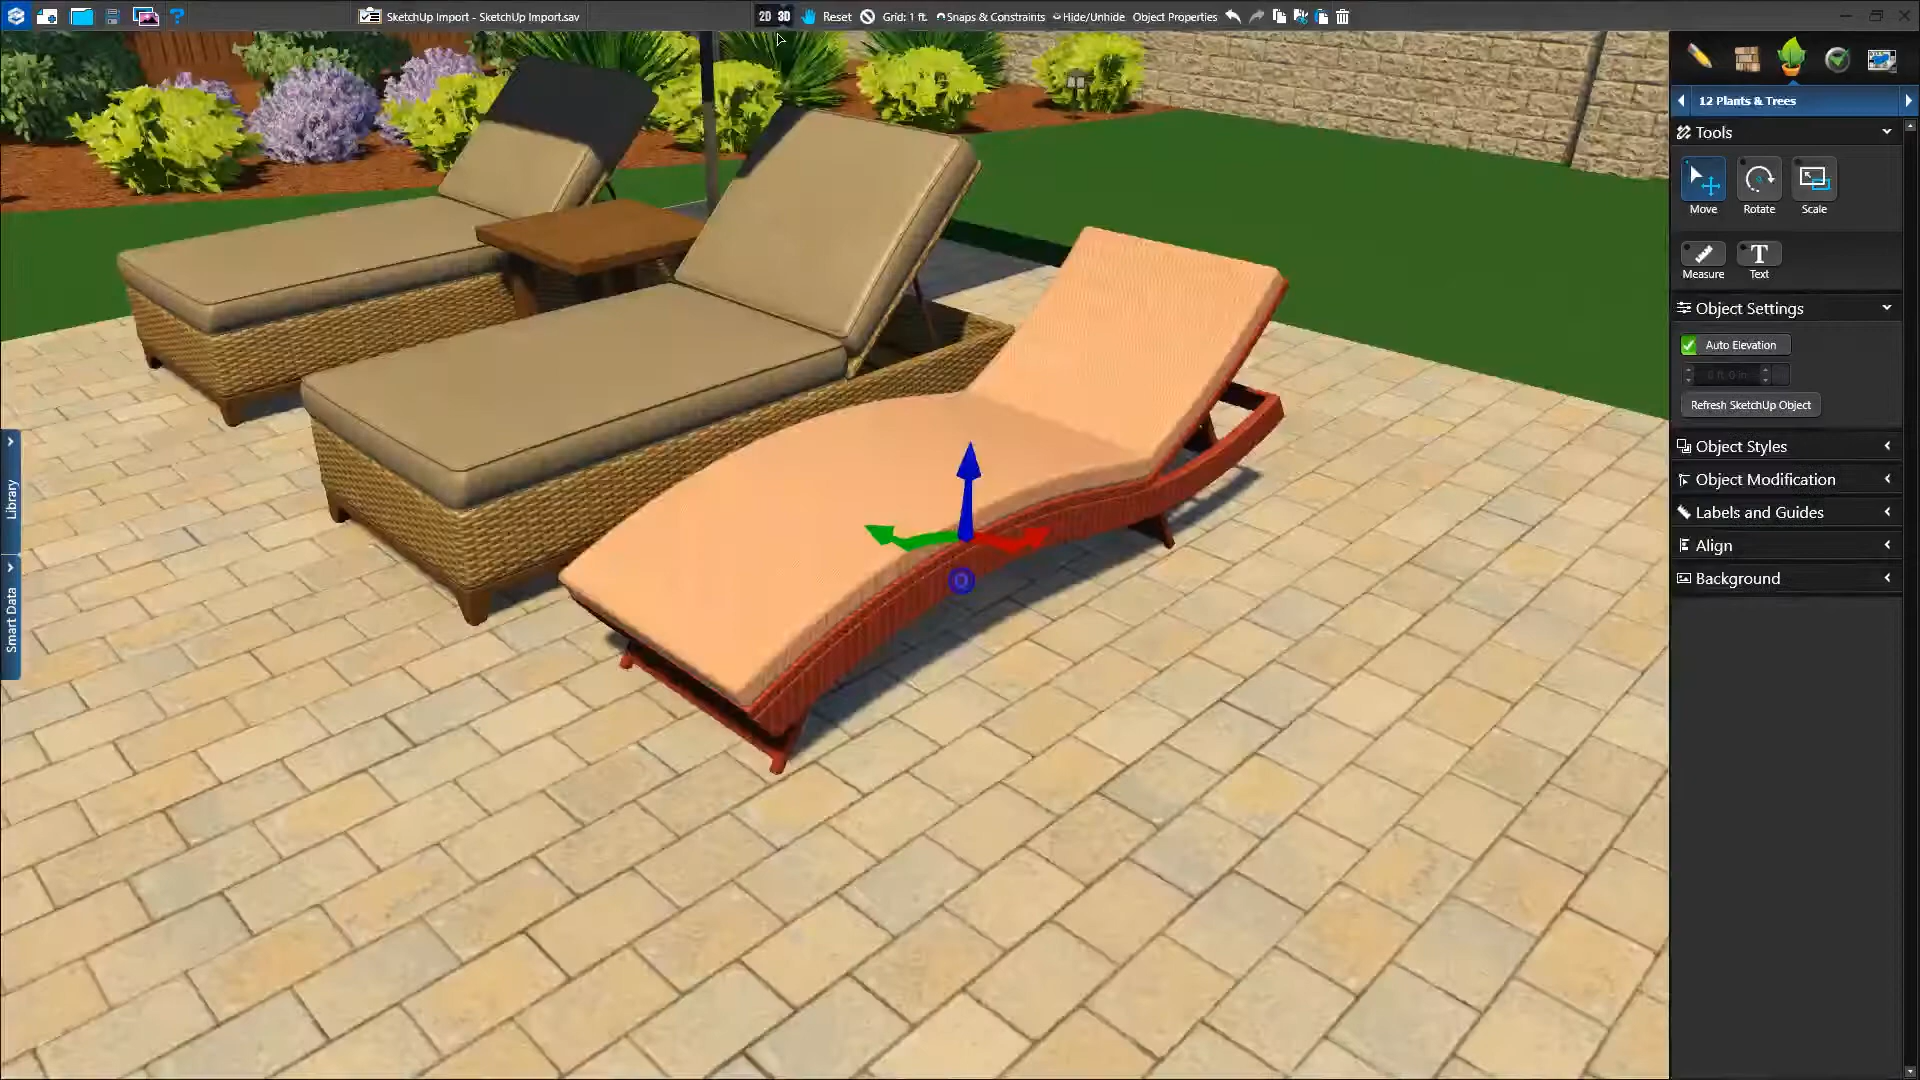 SketchUp Import - SketchUp Import.sav
2D 3D Reset Grid: 1 ft. Snaps & Constraints Hide/Unhide Object Properties
12 Plants & Trees
Tools
Move Rotate Scale
Measure Text
Object Settings
Auto Elevation
Refresh SketchUp Object
Object Styles
Object Modification
Labels and Guides
Align
Background
Library
Smart Data